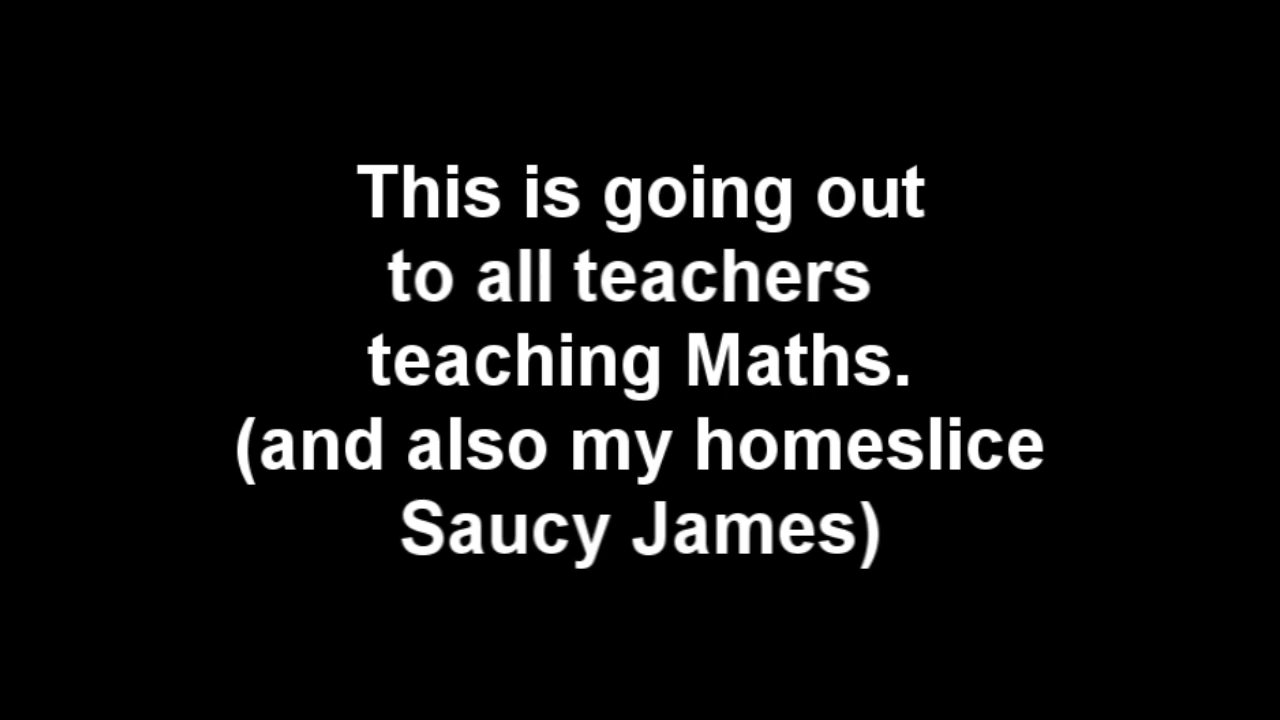 This is going out
to all teachers
teaching Maths.
(and also my homeslice
Saucy James)